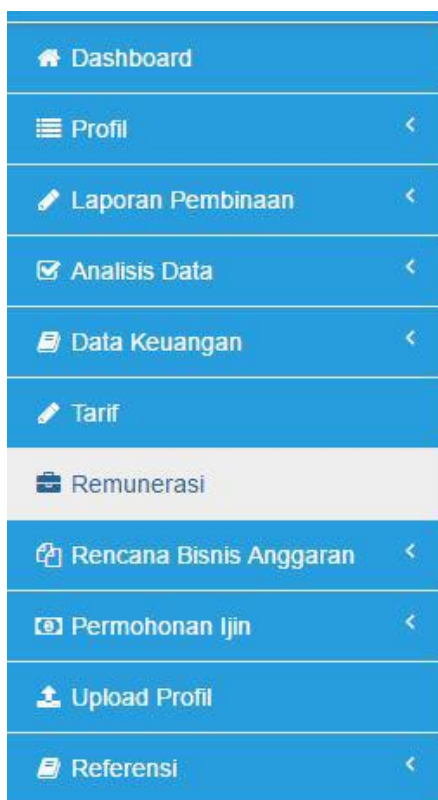 Dashboard
Profil
Laporan Pembinaan
Analisis Data
Data Keuangan
Tarif
Remunerasi
Rencana Bisnis Anggaran
Permohonan Ijin
Upload Profil
Referensi